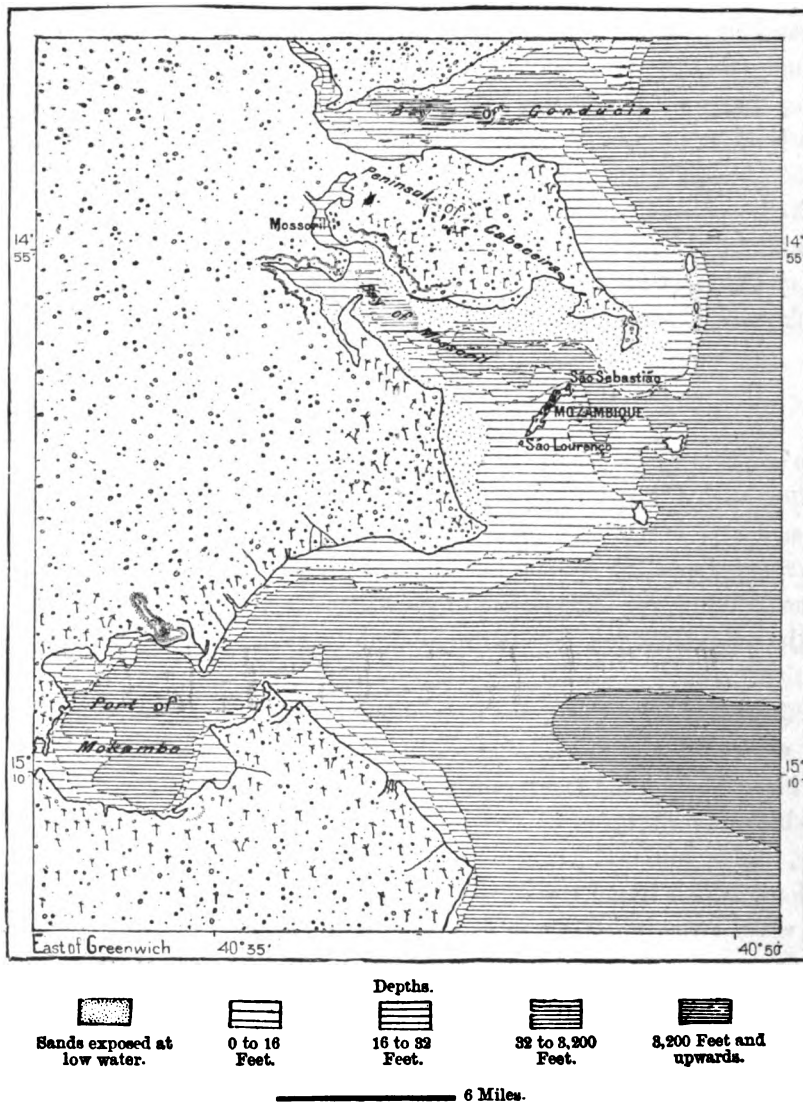 Bay of Conducia
Peninsula of Cabeceira
Mossoril
14°
55'
14°
55'
Bay of Mossoril
São Sebastião
MOZAMBIQUE
São Lourenço
Port of
Mokambo
15°
10'
15°
10'
East of Greenwich
40°35'
40°50'
Depths.
Sands exposed at
low water.
0 to 16
Feet.
16 to 32
Feet.
32 to 3,200
Feet.
3,200 Feet and
upwards.
6 Miles.